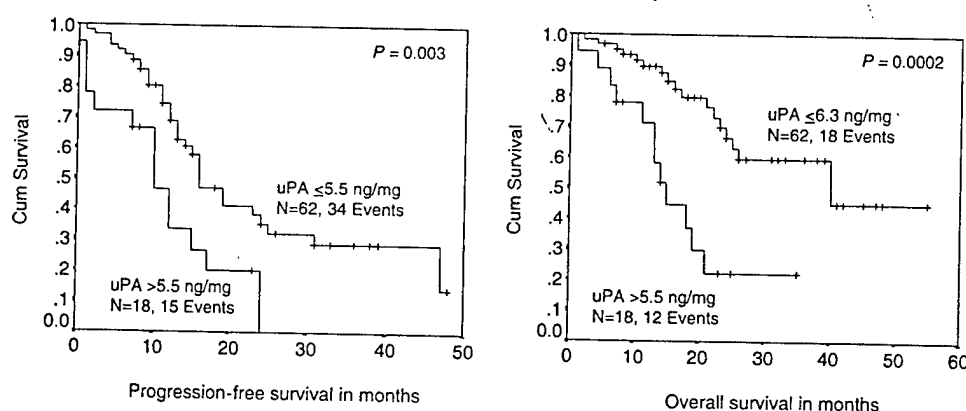 1.0
.9
.8
.7
.6
.5
.4
.3
.2
.1
0.0
Cum Survival
P = 0.003
uPA ≤5.5 ng/mg
N=62, 34 Events
uPA >5.5 ng/mg
N=18, 15 Events
0 10 20 30 40 50
Progression-free survival in months
1.0
.9
.8
.7
.6
.5
.4
.3
.2
.1
0.0
Cum Survival
P = 0.0002
uPA ≤6.3 ng/mg
N=62, 18 Events
uPA >5.5 ng/mg
N=18, 12 Events
0 10 20 30 40 50 60
Overall survival in months